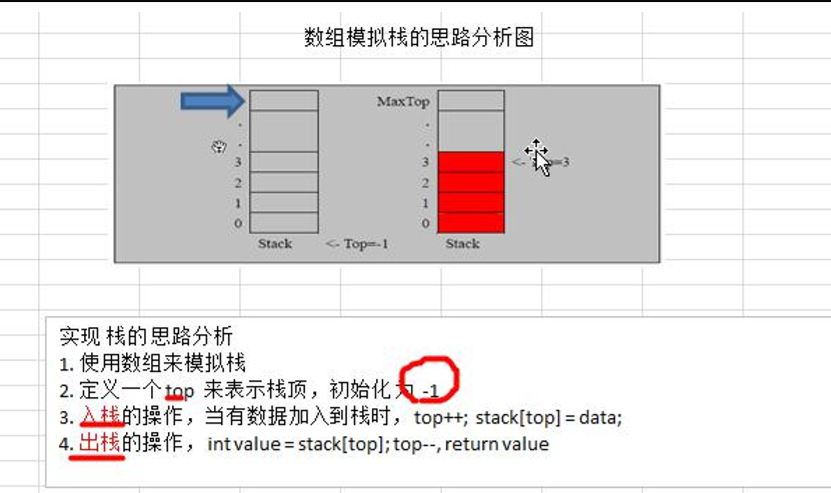 数组模拟栈的思路分析图
MaxTop
.
.
.
.
3
3
<- Top=3
2
2
1
1
0
0
Stack
<- Top=-1
Stack
实现 栈的思路分析
1. 使用数组来模拟栈
2. 定义一个 top 来表示栈顶，初始化 为 -1
3. 入栈的操作，当有数据加入到栈时，top++; stack[top] = data;
4. 出栈的操作， int value = stack[top]; top--, return value